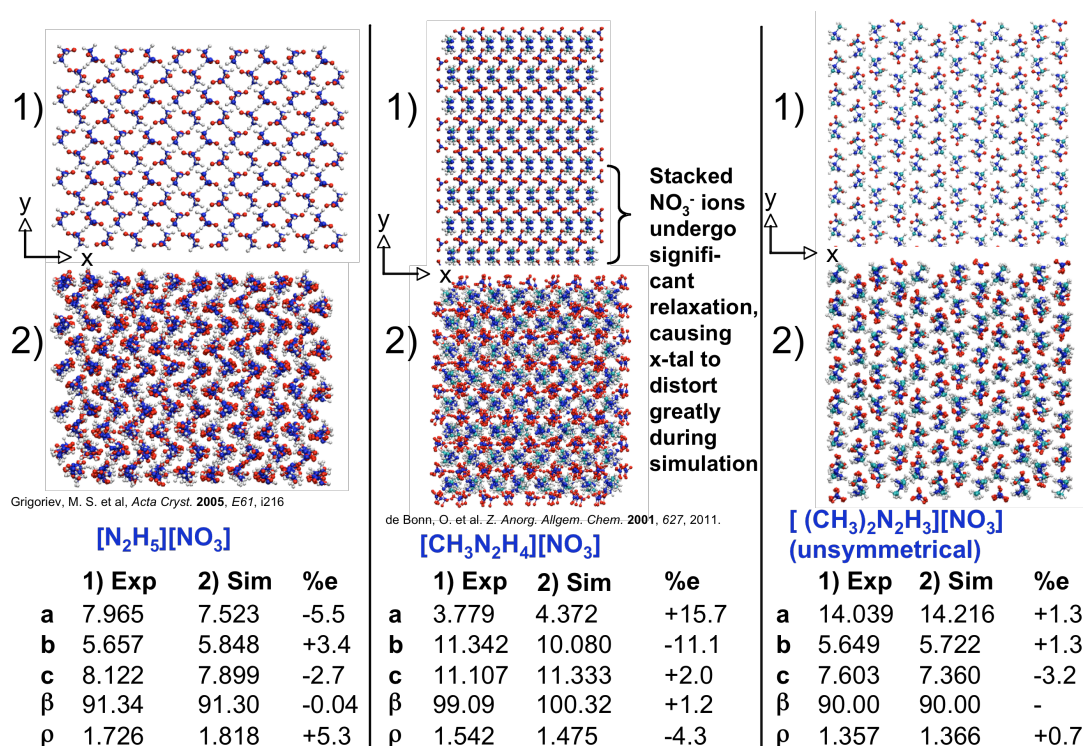 1)
y
x
2)
Grigoriev, M. S. et al, Acta Cryst. 2005, E61, i216
[N₂H₅][NO₃]
1) Exp 2) Sim %e
a 7.965 7.523 -5.5
b 5.657 5.848 +3.4
c 8.122 7.899 -2.7
β 91.34 91.30 -0.04
ρ 1.726 1.818 +5.3
1)
Stacked
NO₃⁻ ions
undergo
signifi-
cant
relaxation,
causing
x-tal to
distort
greatly
during
simulation
y
x
2)
de Bonn, O. et al. Z. Anorg. Allgem. Chem. 2001, 627, 2011.
[CH₃N₂H₄][NO₃]
1) Exp 2) Sim %e
a 3.779 4.372 +15.7
b 11.342 10.080 -11.1
c 11.107 11.333 +2.0
β 99.09 100.32 +1.2
ρ 1.542 1.475 -4.3
1)
y
x
2)
[ (CH₃)₂N₂H₃][NO₃]
(unsymmetrical)
1) Exp 2) Sim %e
a 14.039 14.216 +1.3
b 5.649 5.722 +1.3
c 7.603 7.360 -3.2
β 90.00 90.00 -
ρ 1.357 1.366 +0.7